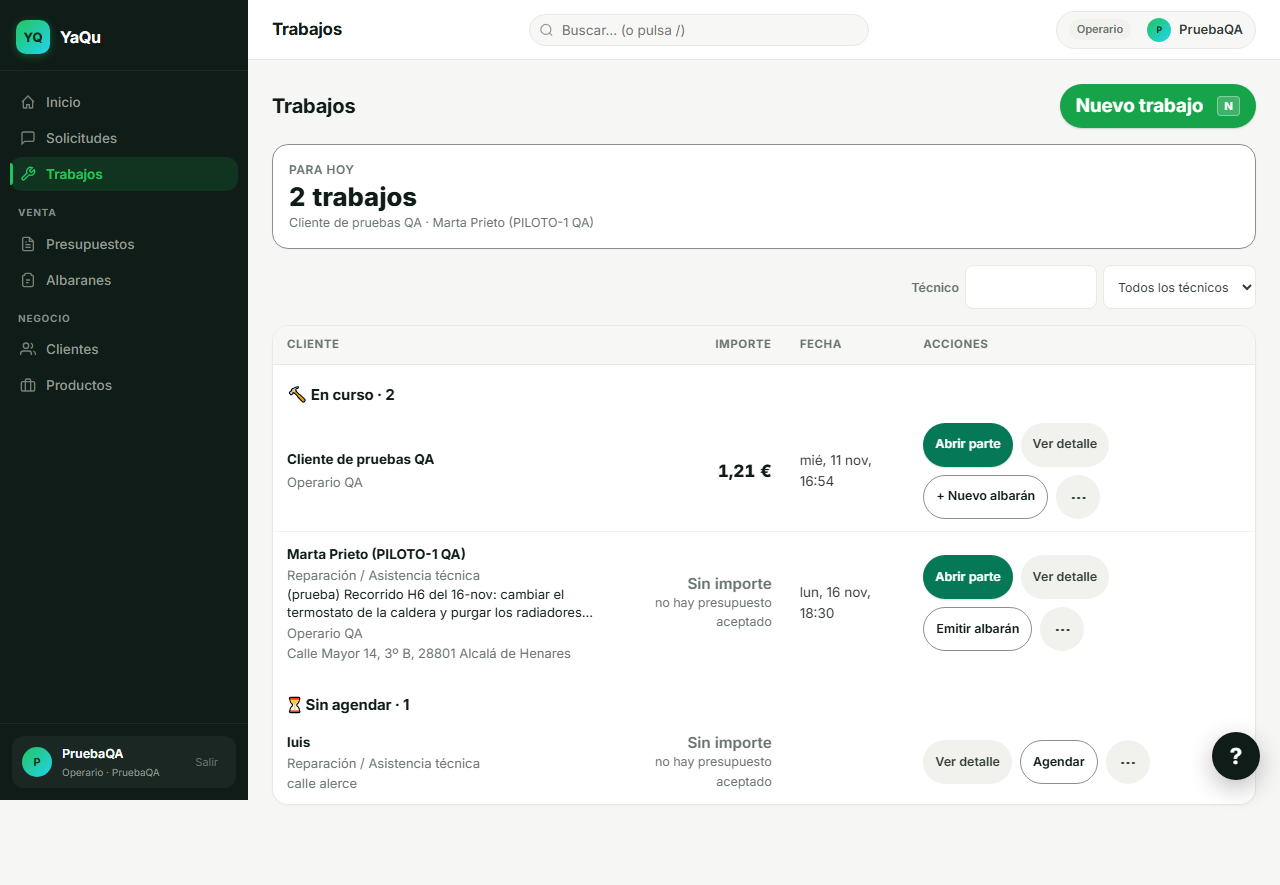 YQ YaQu
Trabajos
Buscar... (o pulsa /)
Operario P PruebaQA
Inicio
Solicitudes
Trabajos
VENTA
Presupuestos
Albaranes
NEGOCIO
Clientes
Productos
P PruebaQA
Operario · PruebaQA
Salir
Trabajos
Nuevo trabajo N
PARA HOY
2 trabajos
Cliente de pruebas QA · Marta Prieto (PILOTO-1 QA)
Técnico Todos los técnicos
CLIENTE IMPORTE FECHA ACCIONES
En curso · 2
Cliente de pruebas QA
Operario QA
1,21 €
mié, 11 nov,
16:54
Abrir parte Ver detalle
+ Nuevo albarán ...
Marta Prieto (PILOTO-1 QA)
Reparación / Asistencia técnica
(prueba) Recorrido H6 del 16-nov: cambiar el
termostato de la caldera y purgar los radiadores...
Operario QA
Calle Mayor 14, 3º B, 28801 Alcalá de Henares
Sin importe
no hay presupuesto
aceptado
lun, 16 nov,
18:30
Abrir parte Ver detalle
Emitir albarán ...
Sin agendar · 1
luis
Reparación / Asistencia técnica
calle alerce
Sin importe
no hay presupuesto
aceptado
Ver detalle Agendar ...
?